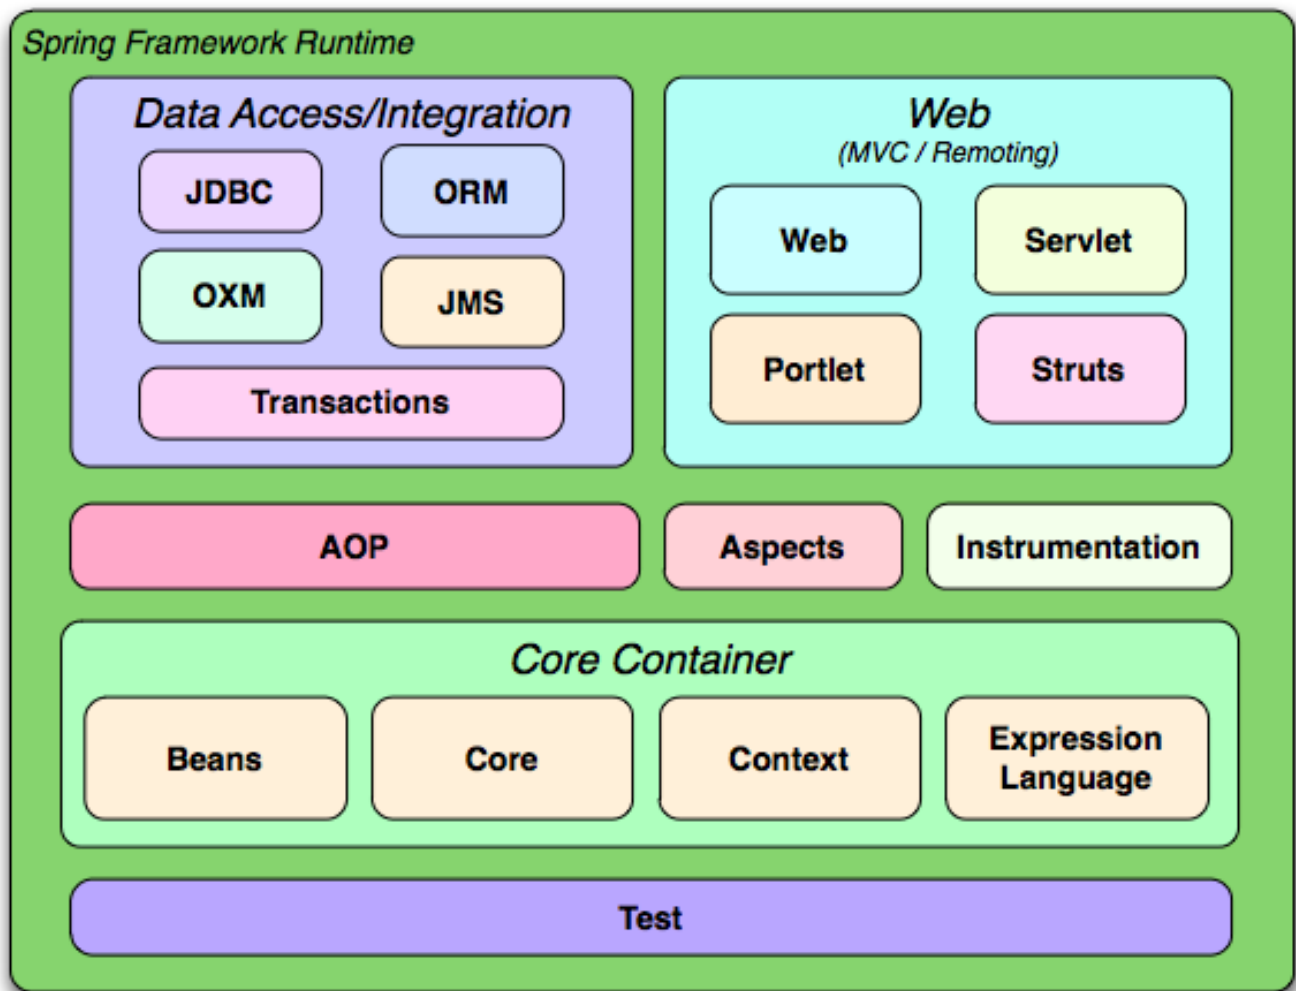 Spring Framework Runtime
Data Access/Integration
JDBC
ORM
OXM
JMS
Transactions
Web
(MVC / Remoting)
Web
Servlet
Portlet
Struts
AOP
Aspects
Instrumentation
Core Container
Beans
Core
Context
Expression
Language
Test